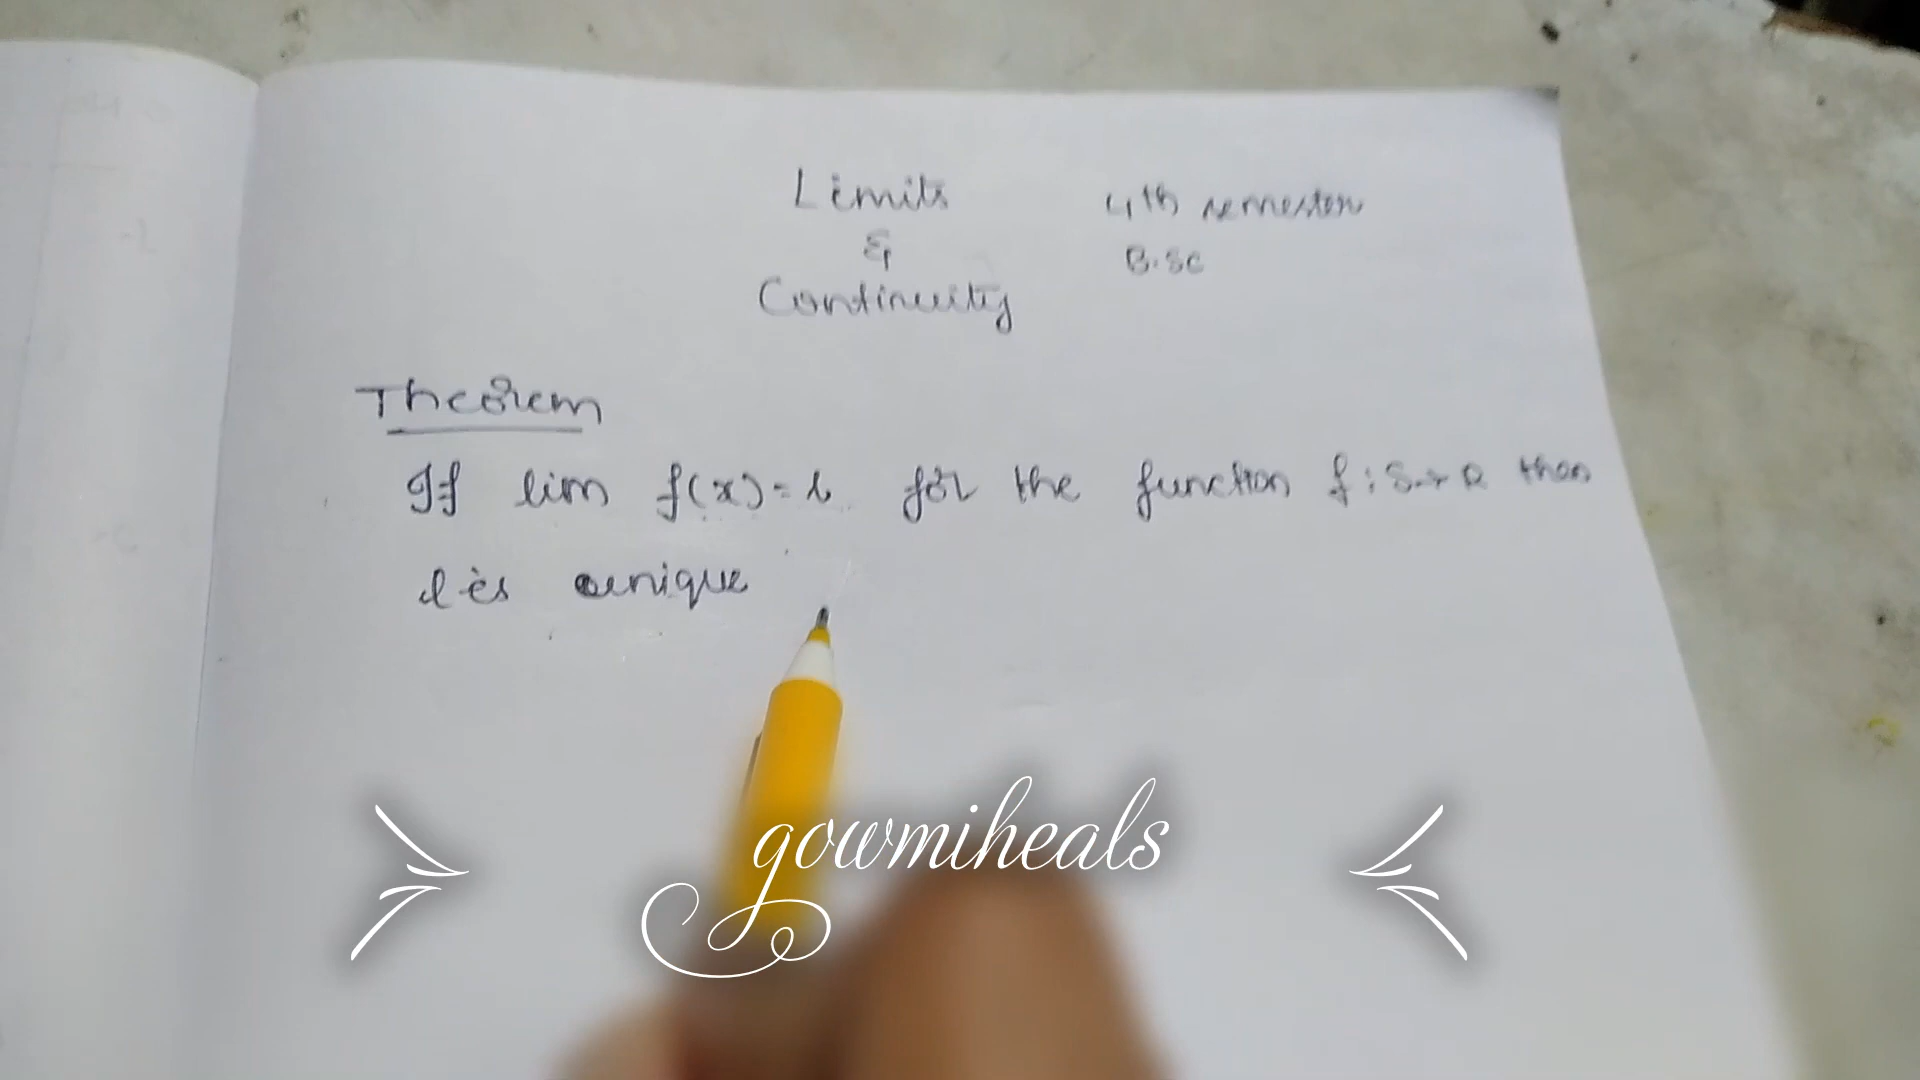 Limits
&
Continuity
4th semester
B.Sc
Theorem
If lim f(x)=l for the function f:S→R then
l is unique
gowmiheals